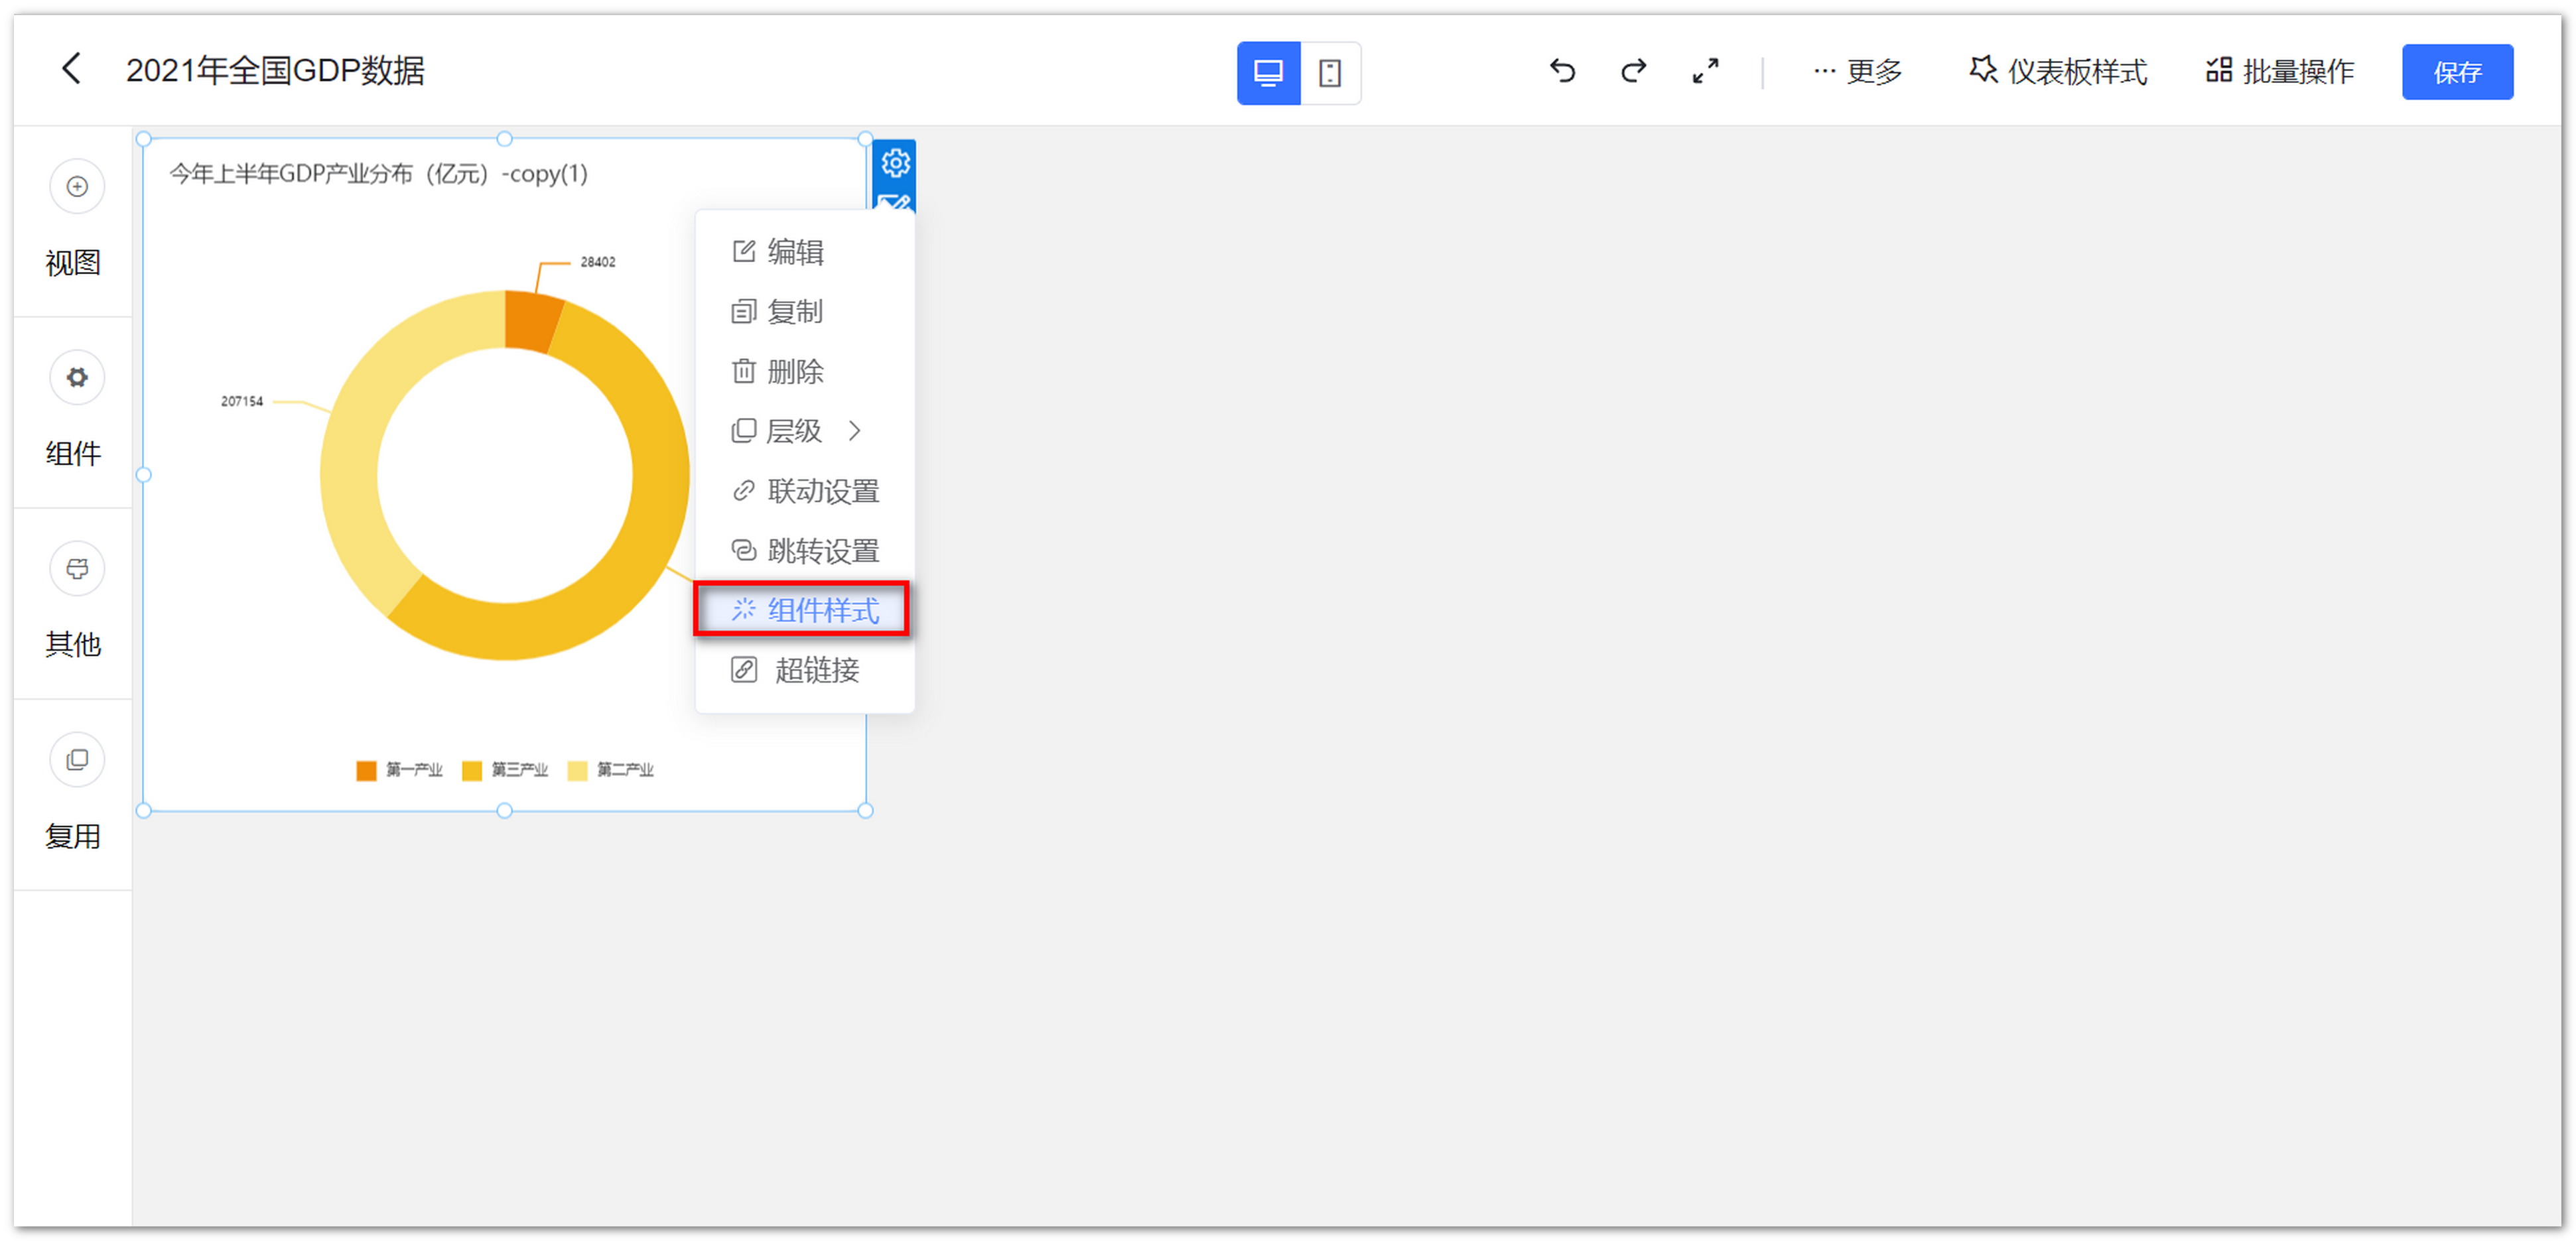 2021年全国GDP数据
··· 更多
仪表板样式
批量操作
保存
视图
组件
其他
复用
今年上半年GDP产业分布（亿元）-copy(1)
28402
207154
第一产业
第三产业
第二产业
编辑
复制
删除
层级
联动设置
跳转设置
组件样式
超链接